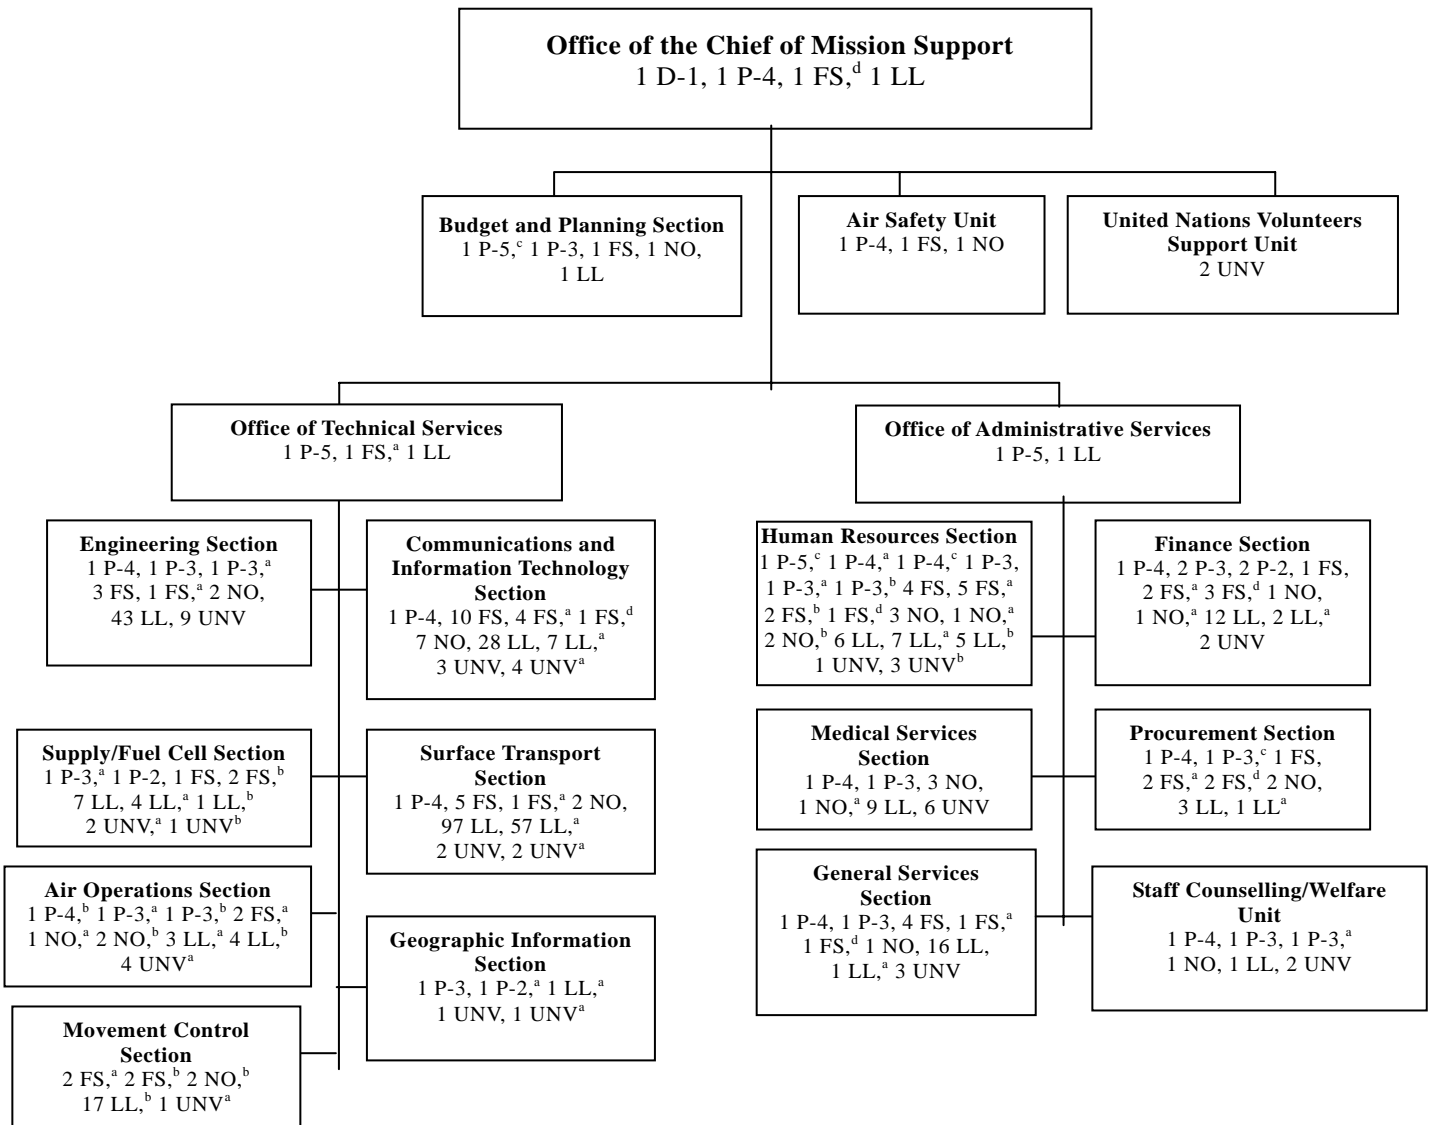 Office of the Chief of Mission Support
1 D-1, 1 P-4, 1 FS,ᵈ 1 LL
Budget and Planning Section
1 P-5,ᶜ 1 P-3, 1 FS, 1 NO,
1 LL
Air Safety Unit
1 P-4, 1 FS, 1 NO
United Nations Volunteers
Support Unit
2 UNV
Office of Technical Services
1 P-5, 1 FS,ᵃ 1 LL
Office of Administrative Services
1 P-5, 1 LL
Engineering Section
1 P-4, 1 P-3, 1 P-3,ᵃ
3 FS, 1 FS,ᵃ 2 NO,
43 LL, 9 UNV
Communications and
Information Technology
Section
1 P-4, 10 FS, 4 FS,ᵃ 1 FS,ᵈ
7 NO, 28 LL, 7 LL,ᵃ
3 UNV, 4 UNVᵃ
Human Resources Section
1 P-5,ᶜ 1 P-4,ᵃ 1 P-4,ᶜ 1 P-3,
1 P-3,ᵃ 1 P-3,ᵇ 4 FS, 5 FS,ᵃ
2 FS,ᵇ 1 FS,ᵈ 3 NO, 1 NO,ᵃ
2 NO,ᵇ 6 LL, 7 LL,ᵃ 5 LL,ᵇ
1 UNV, 3 UNVᵇ
Finance Section
1 P-4, 2 P-3, 2 P-2, 1 FS,
2 FS,ᵃ 3 FS,ᵈ 1 NO,
1 NO,ᵃ 12 LL, 2 LL,ᵃ
2 UNV
Supply/Fuel Cell Section
1 P-3,ᵃ 1 P-2, 1 FS, 2 FS,ᵇ
7 LL, 4 LL,ᵃ 1 LL,ᵇ
2 UNV,ᵃ 1 UNVᵇ
Surface Transport
Section
1 P-4, 5 FS, 1 FS,ᵃ 2 NO,
97 LL, 57 LL,ᵃ
2 UNV, 2 UNVᵃ
Medical Services
Section
1 P-4, 1 P-3, 3 NO,
1 NO,ᵃ 9 LL, 6 UNV
Procurement Section
1 P-4, 1 P-3,ᶜ 1 FS,
2 FS,ᵃ 2 FS,ᵈ 2 NO,
3 LL, 1 LLᵃ
Air Operations Section
1 P-4,ᵇ 1 P-3,ᵃ 1 P-3,ᵇ 2 FS,ᵃ
1 NO,ᵃ 2 NO,ᵇ 3 LL,ᵃ 4 LL,ᵇ
4 UNVᵃ
Geographic Information
Section
1 P-3, 1 P-2,ᵃ 1 LL,ᵃ
1 UNV, 1 UNVᵃ
General Services
Section
1 P-4, 1 P-3, 4 FS, 1 FS,ᵃ
1 FS,ᵈ 1 NO, 16 LL,
1 LL,ᵃ 3 UNV
Staff Counselling/Welfare
Unit
1 P-4, 1 P-3, 1 P-3,ᵃ
1 NO, 1 LL, 2 UNV
Movement Control
Section
2 FS,ᵃ 2 FS,ᵇ 2 NO,ᵇ
17 LL,ᵇ 1 UNVᵃ